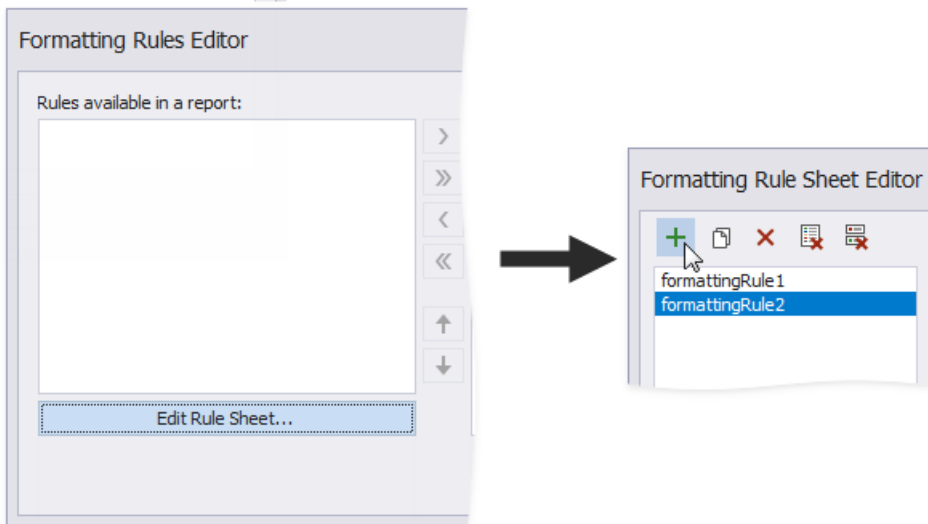 Formatting Rules Editor
Rules available in a report:
Edit Rule Sheet...
Formatting Rule Sheet Editor
formattingRule1
formattingRule2